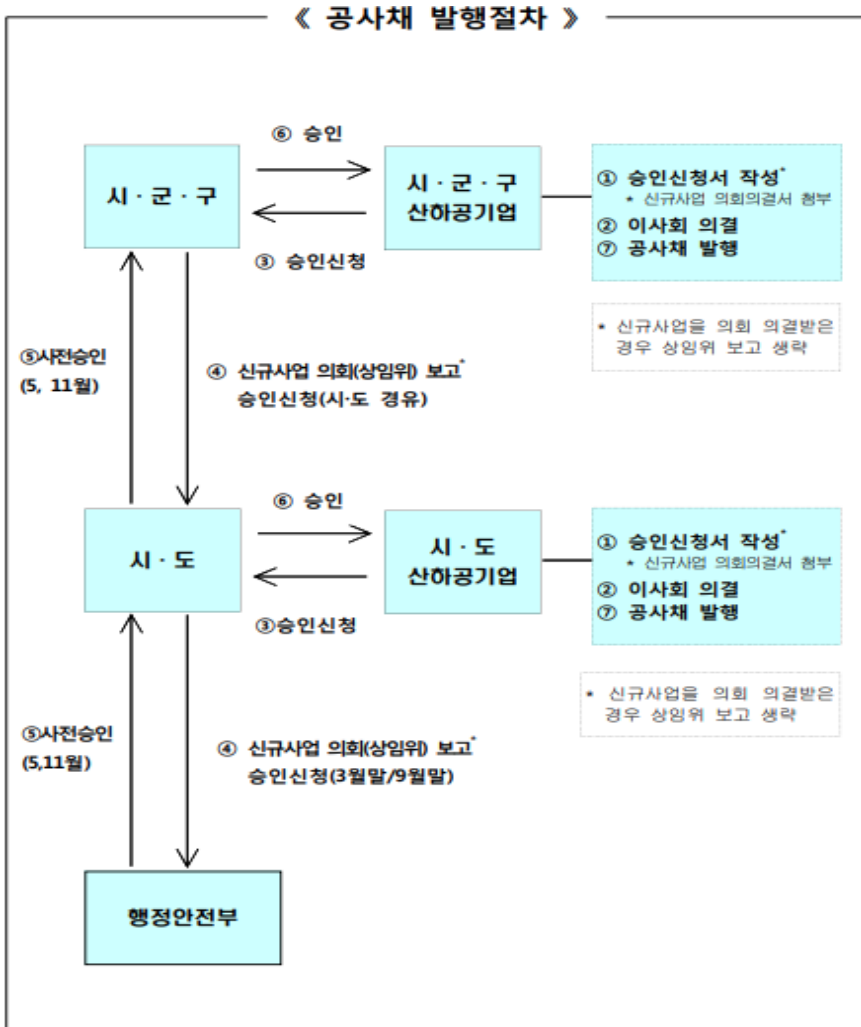 《 공사채 발행절차 》
⑥ 승인
시·군·구
시·군·구
산하공기업
① 승인신청서 작성*
* 신규사업 의회의결서 첨부
② 이사회 의결
⑦ 공사채 발행
③ 승인신청
* 신규사업을 의회 의결받은
경우 상임위 보고 생략
⑤사전승인
(5, 11월)
④ 신규사업 의회(상임위) 보고*
승인신청(시·도 경유)
⑥ 승인
시·도
시·도
산하공기업
① 승인신청서 작성*
* 신규사업 의회의결서 첨부
② 이사회 의결
⑦ 공사채 발행
③승인신청
* 신규사업을 의회 의결받은
경우 상임위 보고 생략
⑤사전승인
(5,11월)
④ 신규사업 의회(상임위) 보고*
승인신청(3월말/9월말)
행정안전부